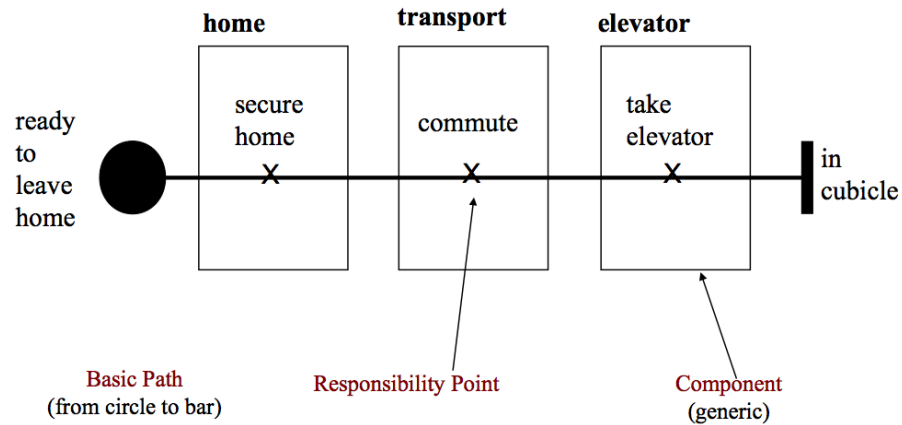 home
transport
elevator
ready
to
leave
home
secure
home
commute
take
elevator
X
X
X
in
cubicle
Basic Path
(from circle to bar)
Responsibility Point
Component
(generic)